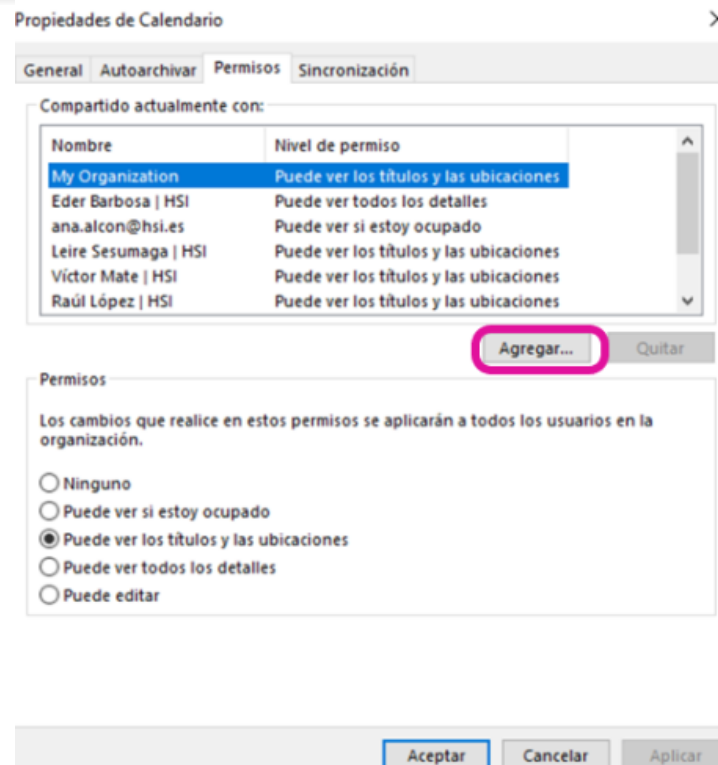 Propiedades de Calendario
General Autoarchivar Permisos Sincronización
Compartido actualmente con:
Nombre Nivel de permiso
My Organization Puede ver los títulos y las ubicaciones
Eder Barbosa | HSI Puede ver todos los detalles
ana.alcon@hsi.es Puede ver si estoy ocupado
Leire Sesumaga | HSI Puede ver los títulos y las ubicaciones
Víctor Mate | HSI Puede ver los títulos y las ubicaciones
Raúl López | HSI Puede ver los títulos y las ubicaciones
Agregar... Quitar
Permisos
Los cambios que realice en estos permisos se aplicarán a todos los usuarios en la
organización.
Ninguno
Puede ver si estoy ocupado
Puede ver los títulos y las ubicaciones
Puede ver todos los detalles
Puede editar
Aceptar Cancelar Aplicar